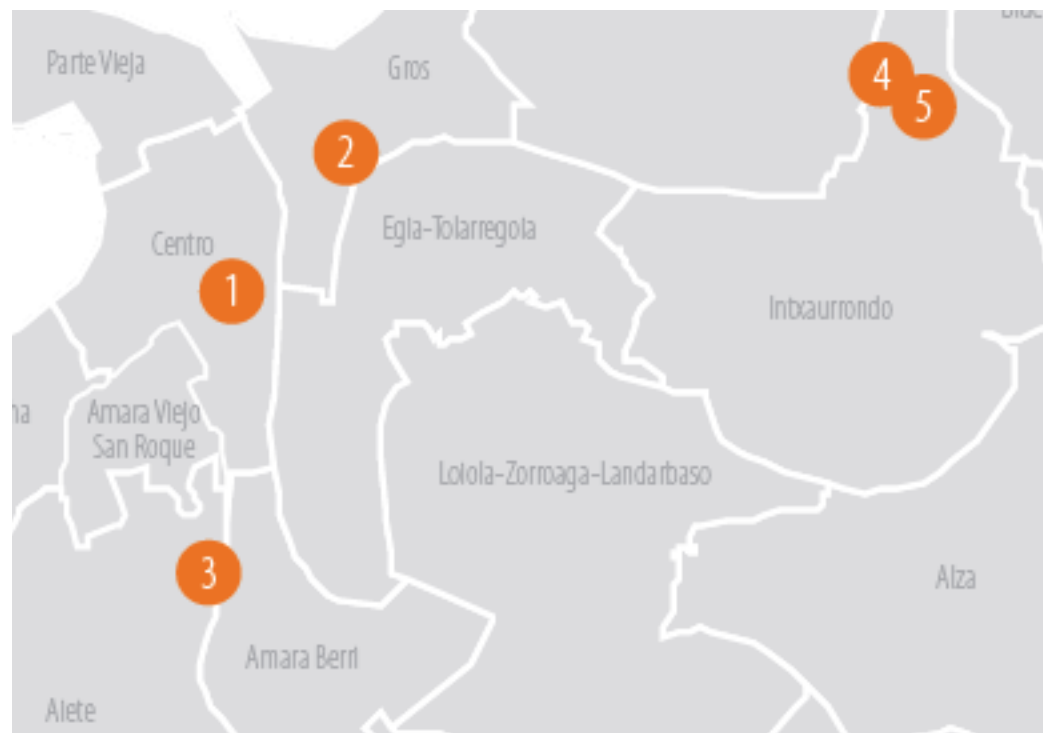 Parte Vieja
Gros
4
5
2
Centro
Egia-Tolarregoia
1
Intxaurrondo
Amara Viejo
San Roque
Loiola-Zorroaga-Landarbaso
3
Alza
Amara Berri
Aiete